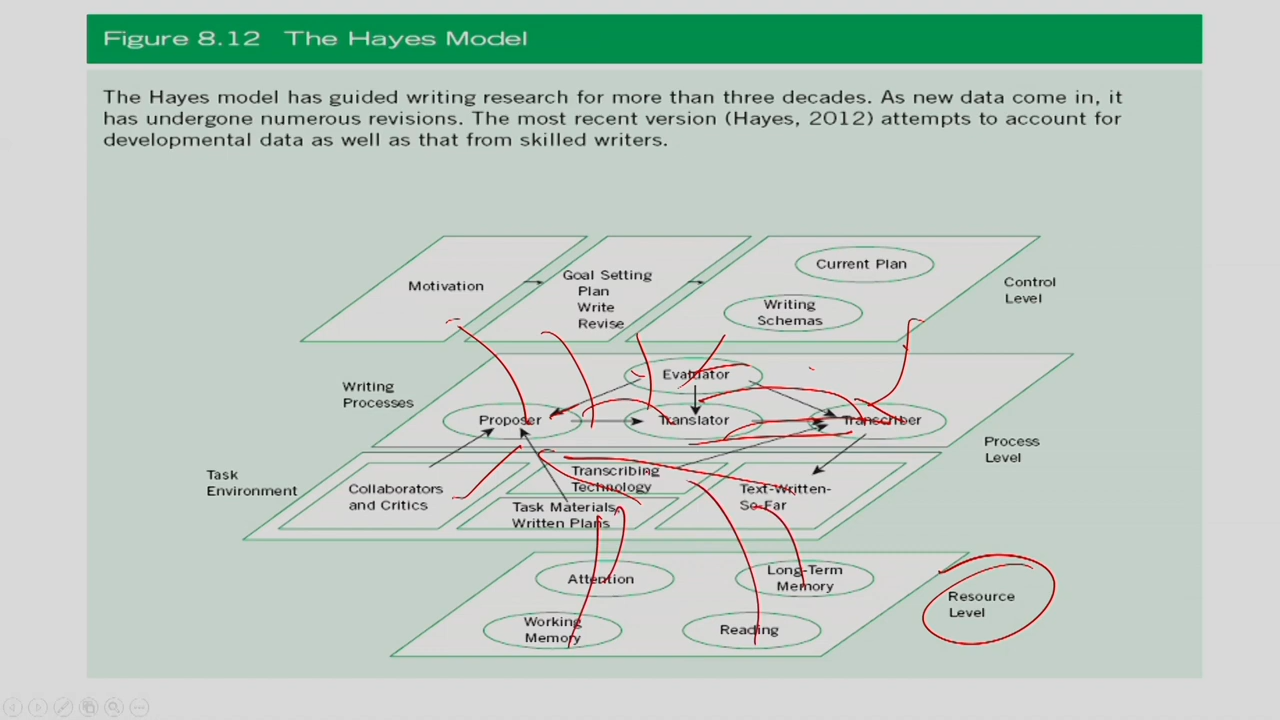 Figure 8.12 The Hayes Model
The Hayes model has guided writing research for more than three decades. As new data come in, it
has undergone numerous revisions. The most recent version (Hayes, 2012) attempts to account for
developmental data as well as that from skilled writers.
Motivation
Goal Setting
Plan
Write
Revise
Current Plan
Writing
Schemas
Control
Level
Writing
Processes
Evaluator
Proposer
Translator
Transcriber
Process
Level
Task
Environment
Collaborators
and Critics
Transcribing
Technology
Task Materials,
Written Plans
Text-Written-
So-Far
Attention
Long-Term
Memory
Working
Memory
Reading
Resource
Level